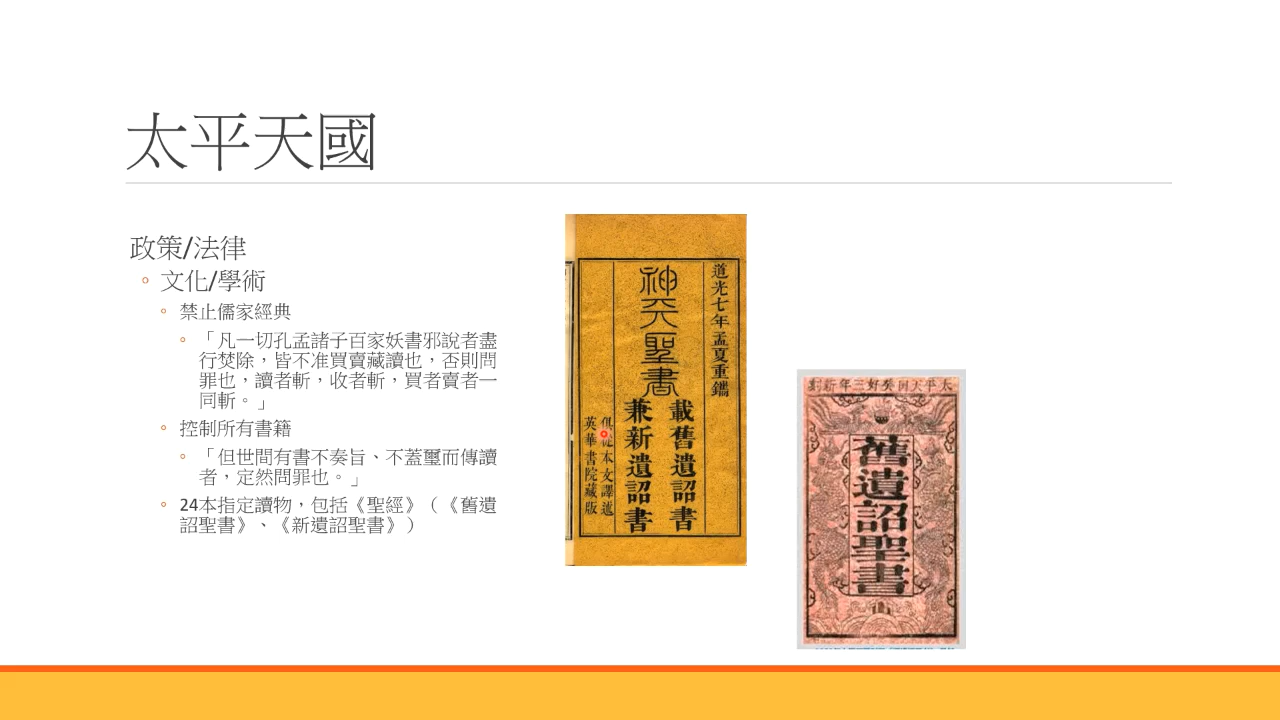 太平天國
政策/法律
文化/學術
禁止儒家經典
「凡一切孔孟諸子百家妖書邪說者盡
行焚除，皆不准買賣藏讀也，否則問
罪也，讀者斬，收者斬，買者賣者一
同斬。」
控制所有書籍
「但世間有書不奏旨、不蓋璽而傳讀
者，定然問罪也。」
24本指定讀物，包括《聖經》（《舊遺
詔聖書》、《新遺詔聖書》）
道光七年孟夏重鐫
神天聖書
載舊遺詔書
兼新遺詔書
從本文譯述
英華書院藏版
太平天囯癸好三年新刻
舊遺詔聖書